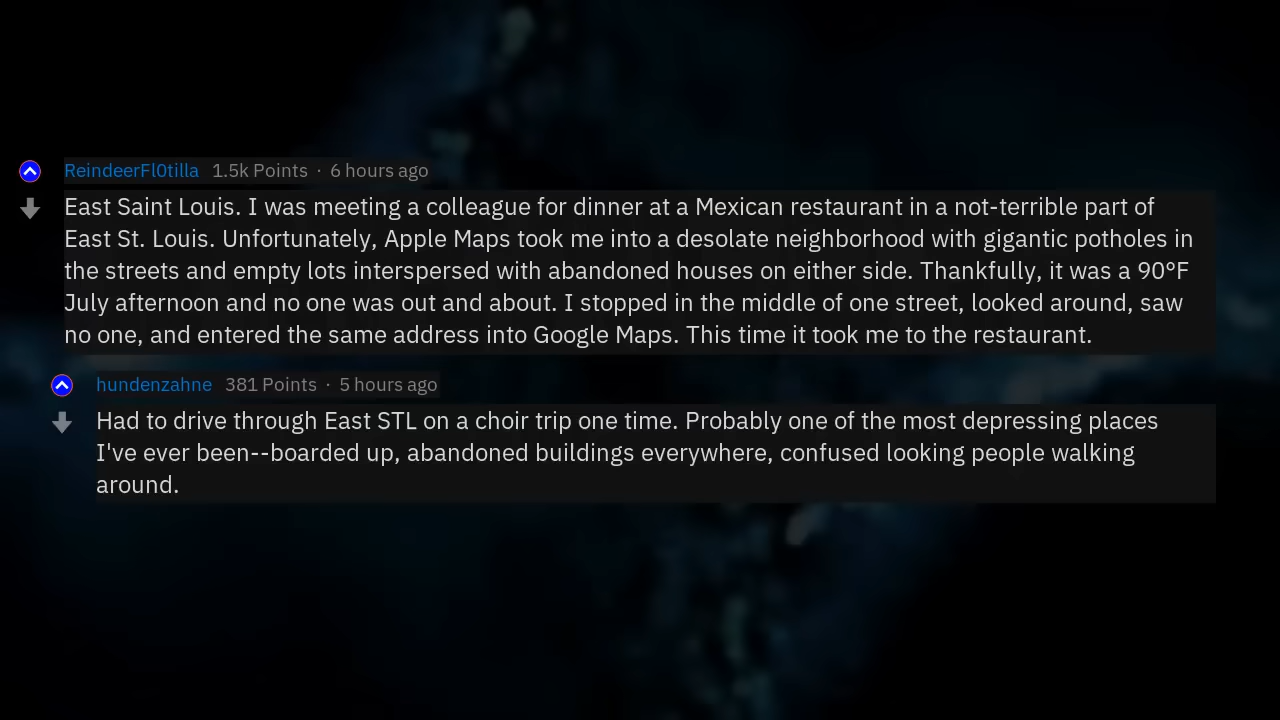 ReindeerFl0tilla 1.5k Points · 6 hours ago
East Saint Louis. I was meeting a colleague for dinner at a Mexican restaurant in a not-terrible part of
East St. Louis. Unfortunately, Apple Maps took me into a desolate neighborhood with gigantic potholes in
the streets and empty lots interspersed with abandoned houses on either side. Thankfully, it was a 90°F
July afternoon and no one was out and about. I stopped in the middle of one street, looked around, saw
no one, and entered the same address into Google Maps. This time it took me to the restaurant.
hundenzahne 381 Points · 5 hours ago
Had to drive through East STL on a choir trip one time. Probably one of the most depressing places
I've ever been--boarded up, abandoned buildings everywhere, confused looking people walking
around.